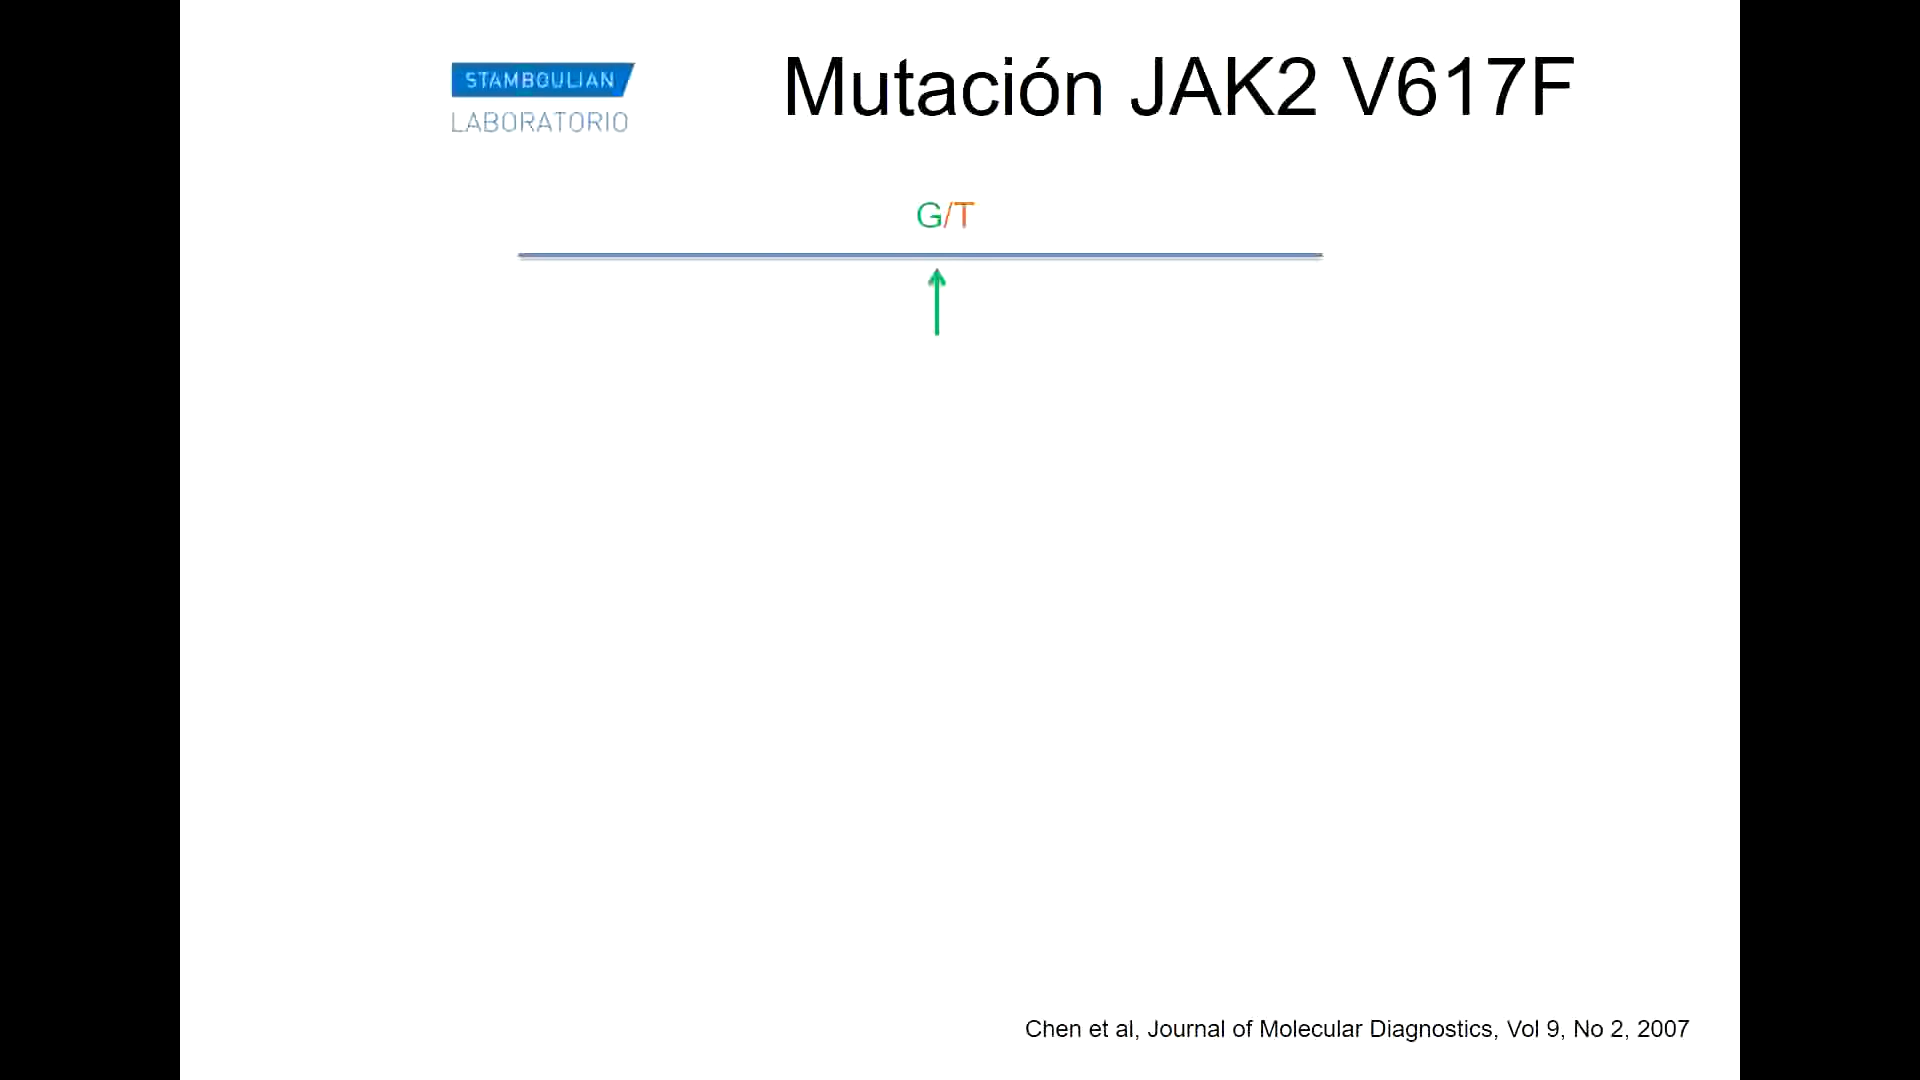 STAMBOULIAN
LABORATORIO
Mutación JAK2 V617F
G/T
Chen et al, Journal of Molecular Diagnostics, Vol 9, No 2, 2007